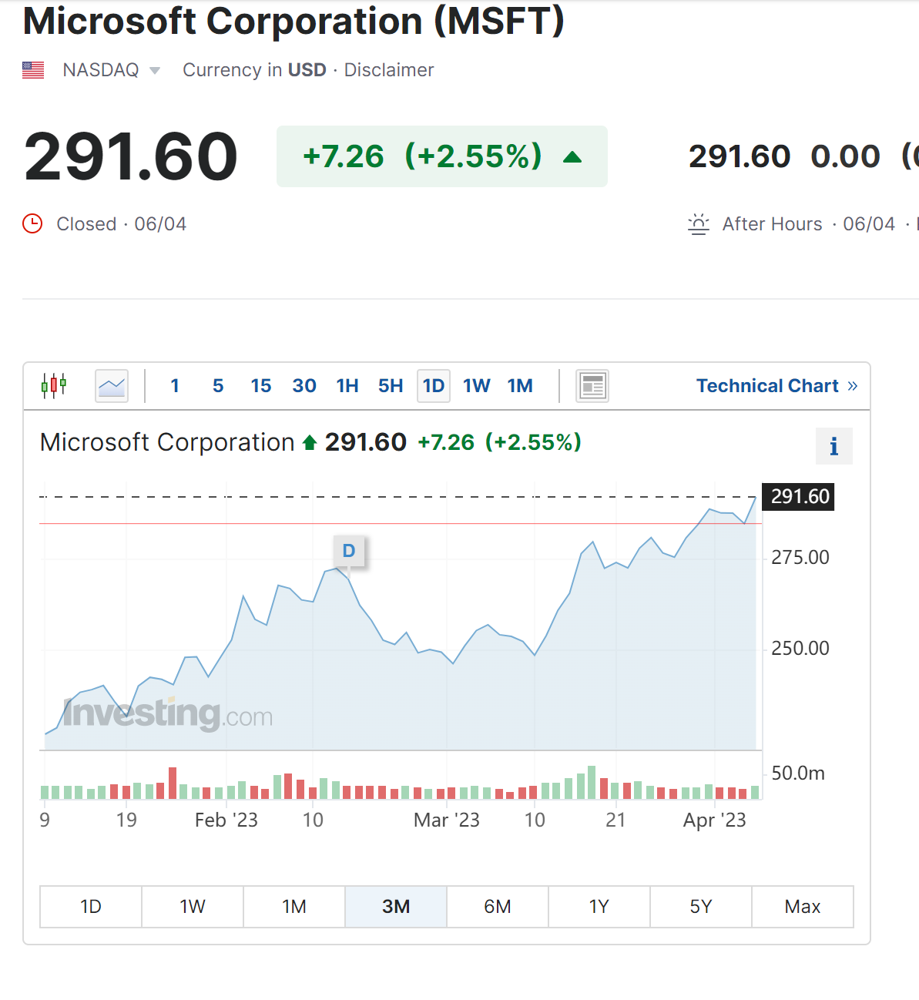 Microsoft Corporation (MSFT)
NASDAQ Currency in USD · Disclaimer
291.60 +7.26 (+2.55%) 291.60 0.00 (
Closed · 06/04 After Hours · 06/04 ·
1 5 15 30 1H 5H 1D 1W 1M Technical Chart »
Microsoft Corporation 291.60 +7.26 (+2.55%) i
291.60
D
275.00
250.00
Investing.com
50.0m
9 19 Feb '23 10 Mar '23 10 21 Apr '23
1D 1W 1M 3M 6M 1Y 5Y Max